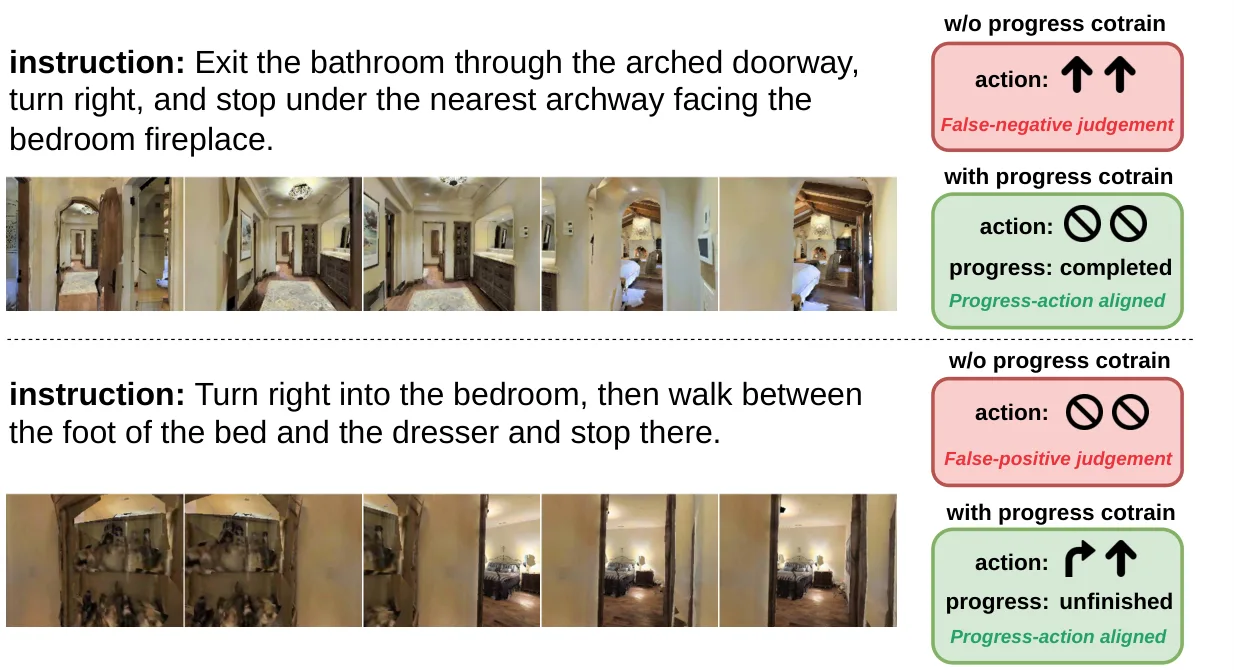 instruction: Exit the bathroom through the arched doorway,
turn right, and stop under the nearest archway facing the
bedroom fireplace.
w/o progress cotrain
action:
False-negative judgement
with progress cotrain
action:
progress: completed
Progress-action aligned
instruction: Turn right into the bedroom, then walk between
the foot of the bed and the dresser and stop there.
w/o progress cotrain
action:
False-positive judgement
with progress cotrain
action:
progress: unfinished
Progress-action aligned